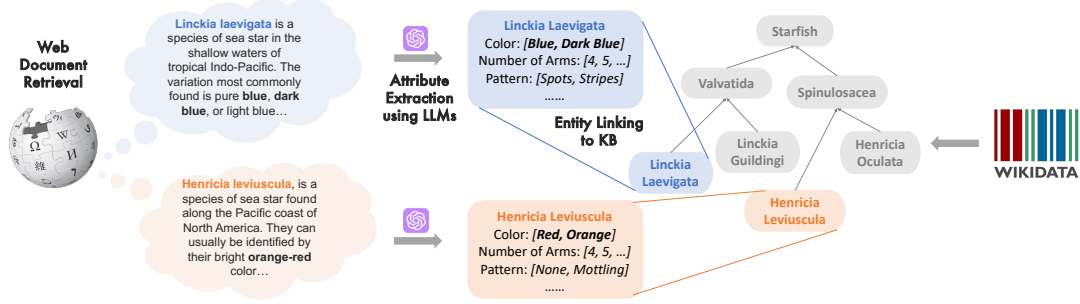 Web
Document
Retrieval
Linckia laevigata is a
species of sea star in the
shallow waters of
tropical Indo-Pacific. The
variation most commonly
found is pure blue, dark
blue, or light blue…
Henricia leviuscula, is a
species of sea star found
along the Pacific coast of
North America. They can
usually be identified by
their bright orange-red
color…
Attribute
Extraction
using LLMs
Linckia Laevigata
Color: [Blue, Dark Blue]
Number of Arms: [4, 5, …]
Pattern: [Spots, Stripes]
……
Entity Linking
to KB
Henricia Leviuscula
Color: [Red, Orange]
Number of Arms: [4, 5, …]
Pattern: [None, Mottling]
……
Starfish
Valvatida
Spinulosacea
Linckia
Laevigata
Linckia
Guildingi
Henricia
Oculata
Henricia
Leviuscula
WIKIDATA
Ω
W
И
維